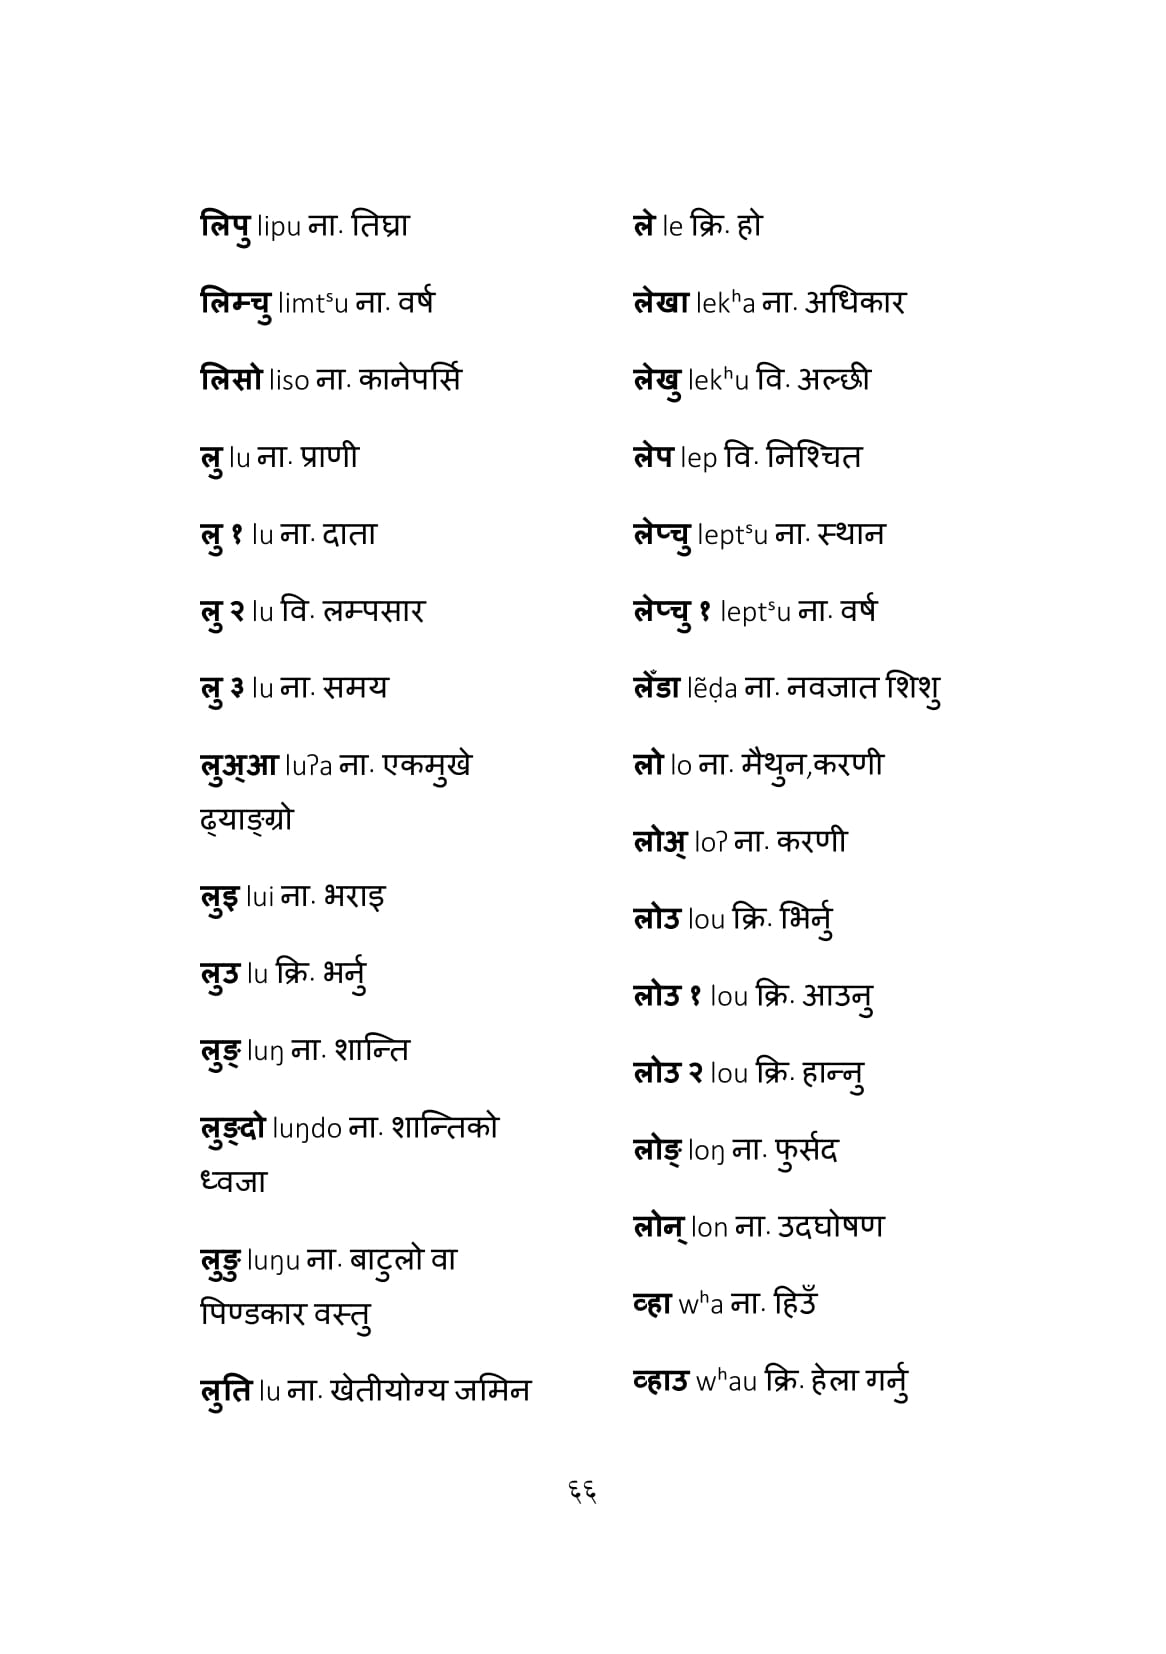 लिपु lipu ना. तिघ्रा
लिम्चु limtˢu ना. वर्ष
लिसो liso ना. कानेपर्सि
लु lu ना. प्राणी
लु १ lu ना. दाता
लु २ lu वि. लम्पसार
लु ३ lu ना. समय
लुअ्आ luʔa ना. एकमुखे
ढ्याङ्ग्रो
लुइ lui ना. भराइ
लुउ lu क्रि. भर्नु
लुङ् luŋ ना. शान्ति
लुङ्दो luŋdo ना. शान्तिको
ध्वजा
लुङु luŋu ना. बाटुलो वा
पिण्डकार वस्तु
लुति lu ना. खेतीयोग्य जमिन
ले le क्रि. हो
लेखा lekʰa ना. अधिकार
लेखु lekʰu वि. अल्छी
लेप lep वि. निश्चित
लेप्चु leptˢu ना. स्थान
लेप्चु १ leptˢu ना. वर्ष
लेँडा lẽḍa ना. नवजात शिशु
लो lo ना. मैथुन,करणी
लोअ् loʔ ना. करणी
लोउ lou क्रि. भिर्नु
लोउ १ lou क्रि. आउनु
लोउ २ lou क्रि. हान्नु
लोङ् loŋ ना. फुर्सद
लोन् lon ना. उदघोषण
व्हा wʰa ना. हिउँ
व्हाउ wʰau क्रि. हेला गर्नु
६६